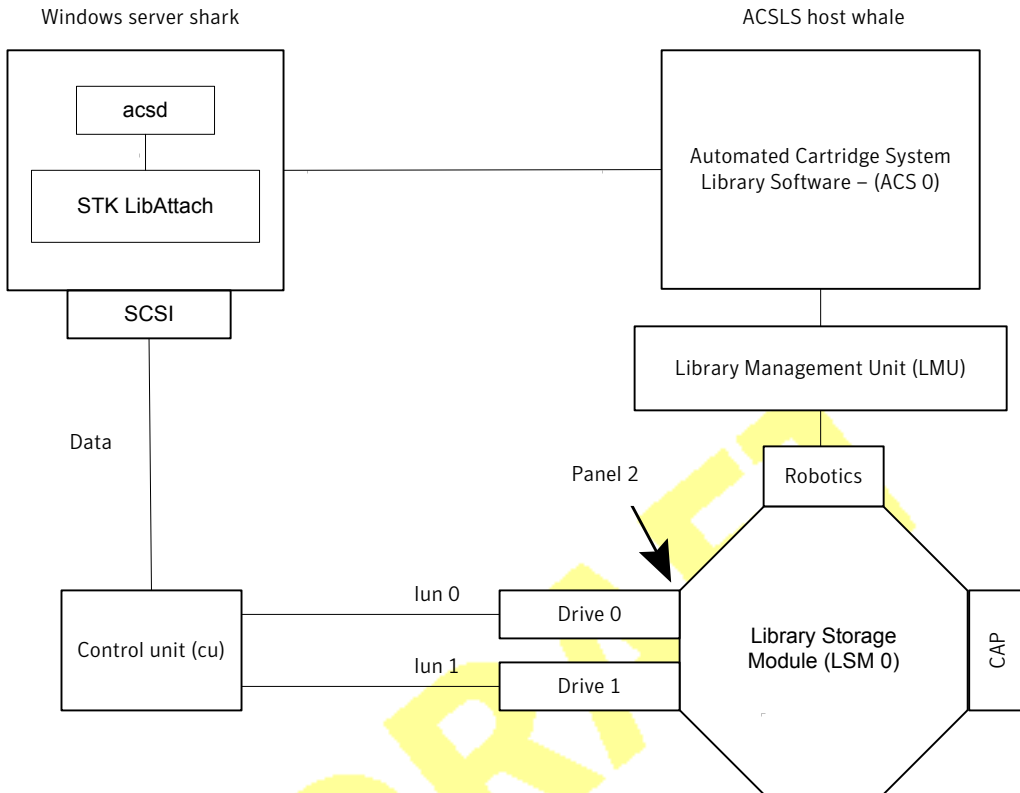 Windows server shark
ACSLS host whale
acsd
STK LibAttach
Automated Cartridge System
Library Software – (ACS 0)
SCSI
Library Management Unit (LMU)
Data
Panel 2
Robotics
lun 0
Drive 0
Control unit (cu)
Library Storage
Module (LSM 0)
CAP
lun 1
Drive 1